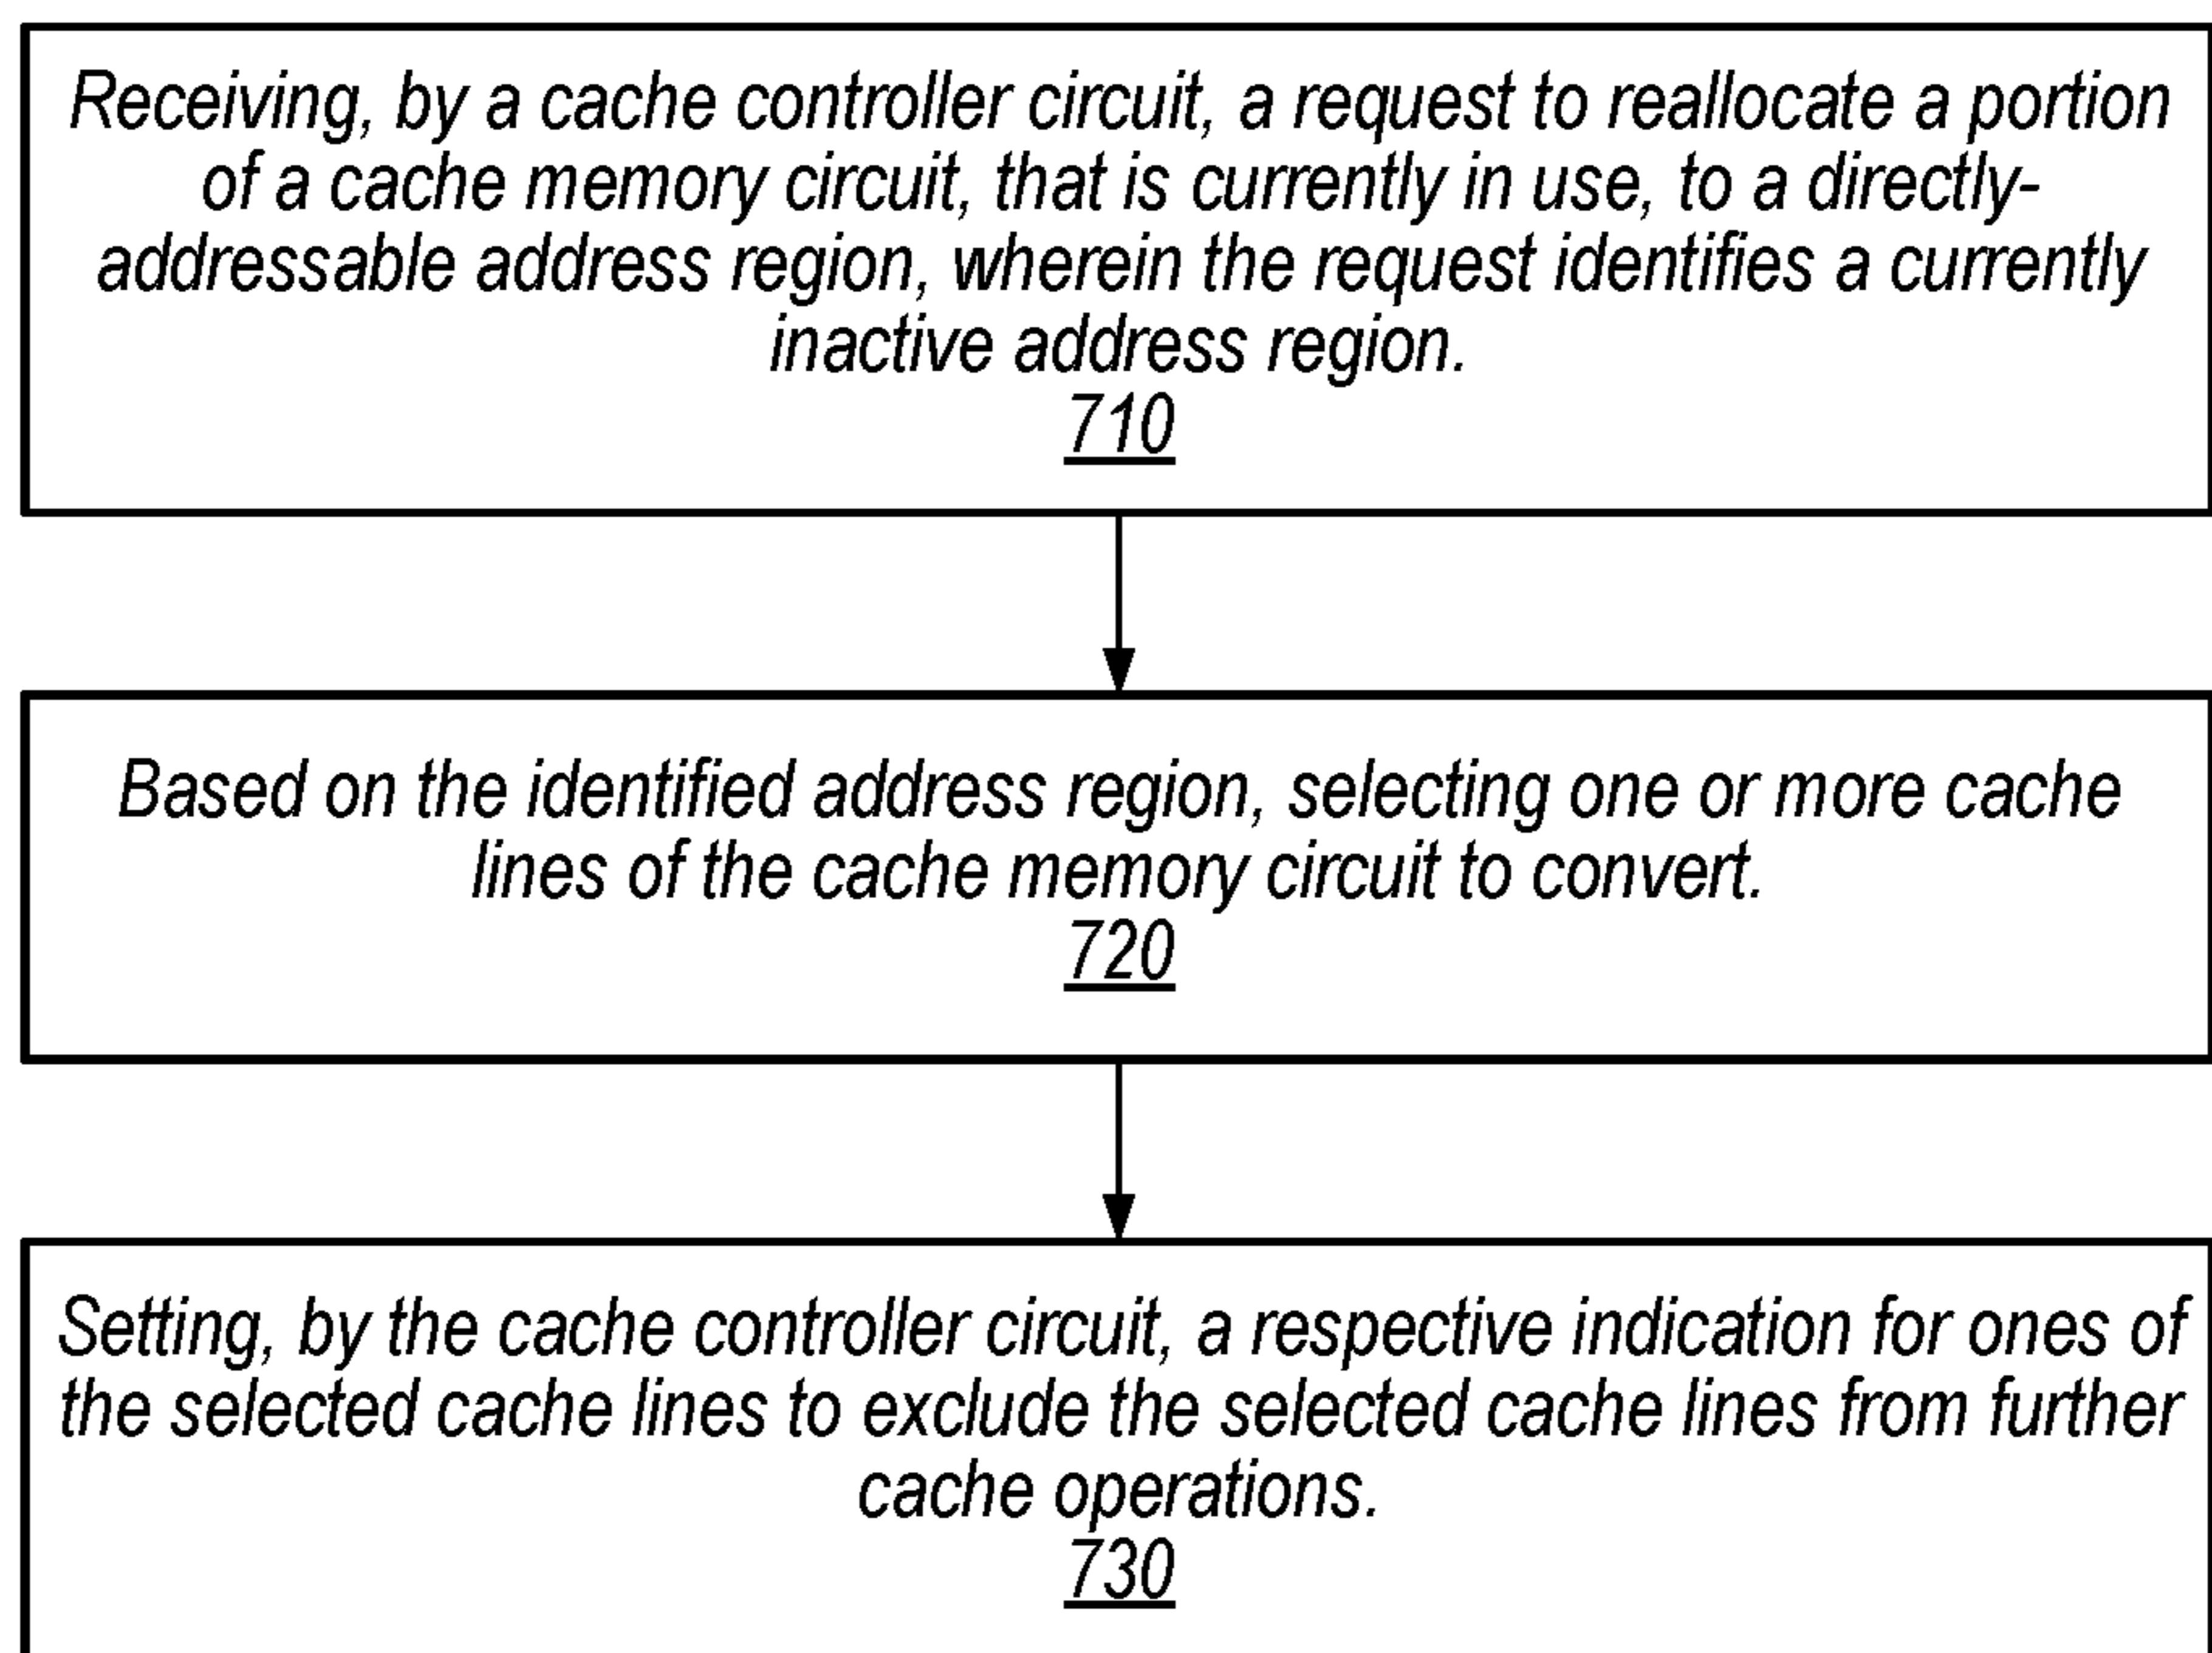 Receiving, by a cache controller circuit, a request to reallocate a portion
of a cache memory circuit, that is currently in use, to a directly-
addressable address region, wherein the request identifies a currently
inactive address region.
710
Based on the identified address region, selecting one or more cache
lines of the cache memory circuit to convert.
720
Setting, by the cache controller circuit, a respective indication for ones of
the selected cache lines to exclude the selected cache lines from further
cache operations.
730